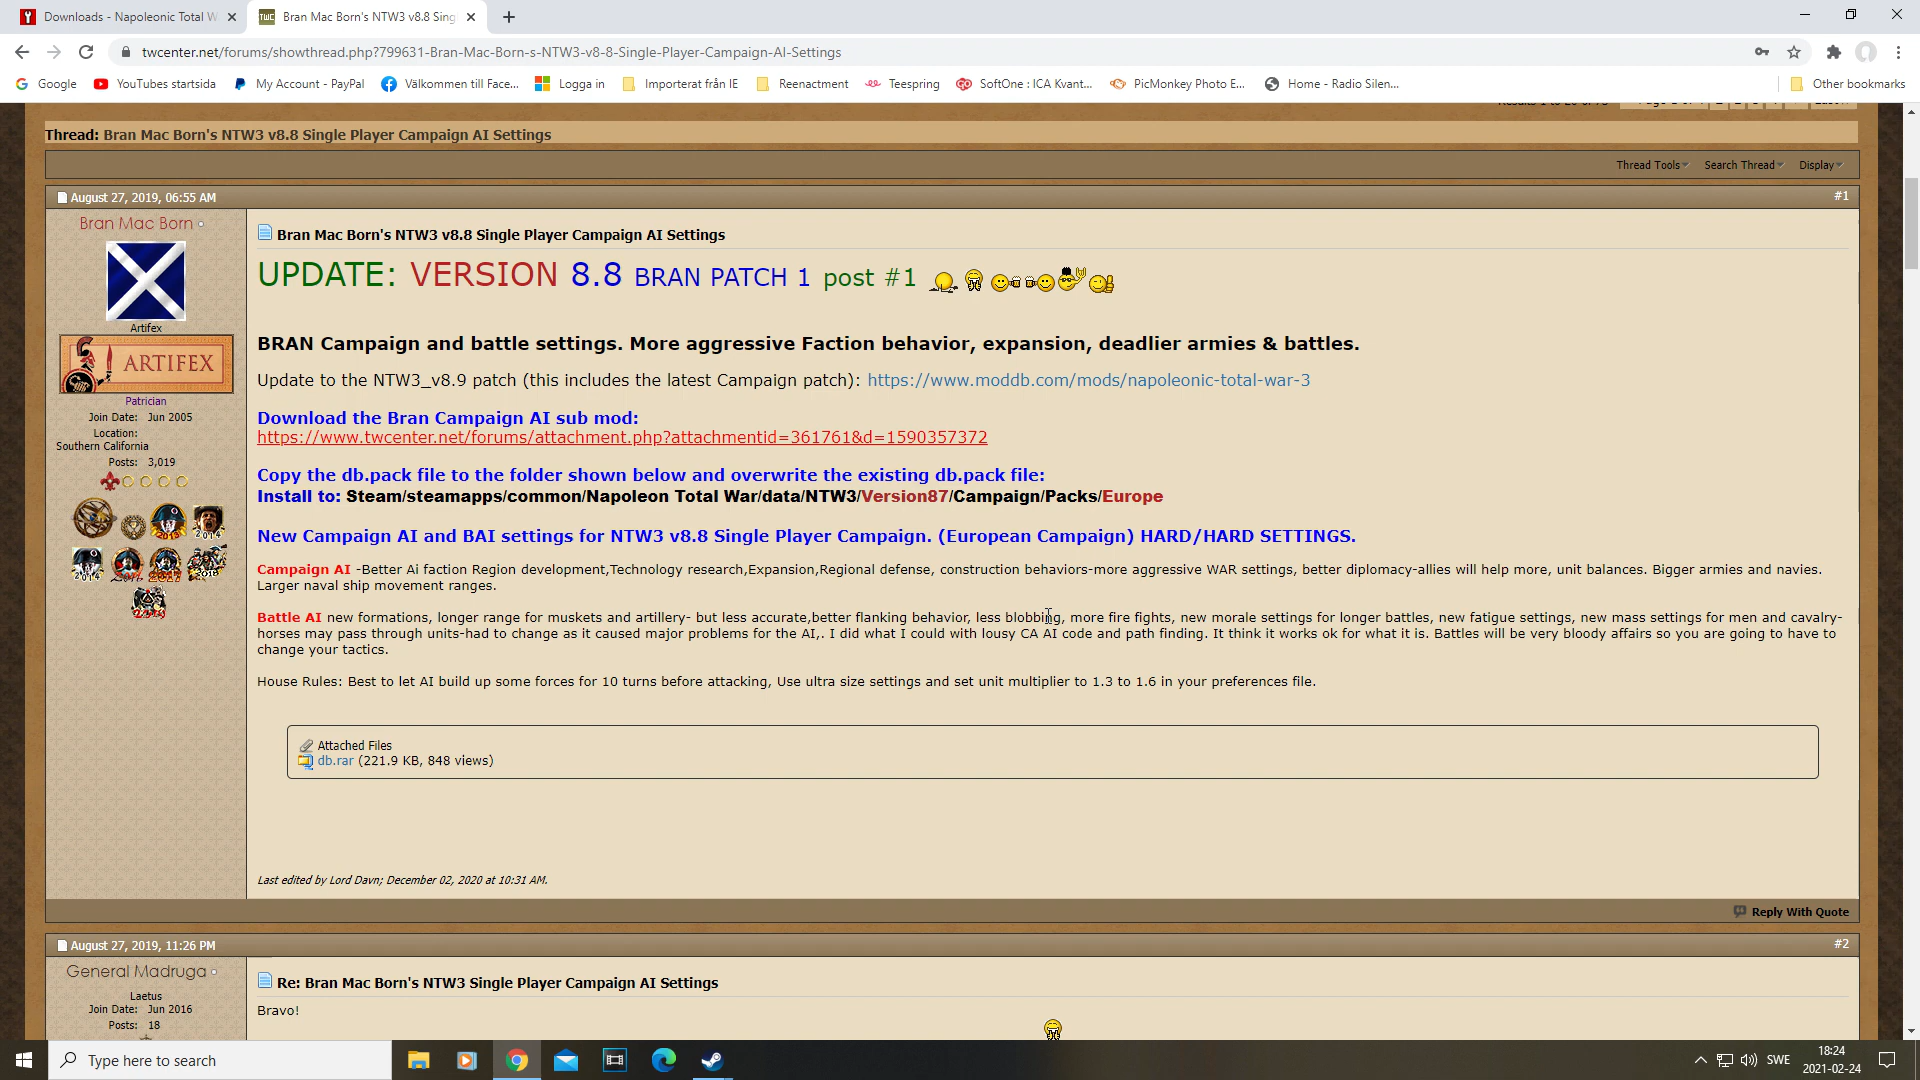 Downloads - Napoleonic Total W
Bran Mac Born's NTW3 v8.8 Sing
twcenter.net/forums/showthread.php?799631-Bran-Mac-Born-s-NTW3-v8-8-Single-Player-Campaign-AI-Settings
Google
YouTubes startsida
My Account - PayPal
Välkommen till Face...
Logga in
Importerat från IE
Reenactment
Teespring
SoftOne : ICA Kvant...
PicMonkey Photo E...
Home - Radio Silen...
Other bookmarks
Thread: Bran Mac Born's NTW3 v8.8 Single Player Campaign AI Settings
Thread Tools
Search Thread
Display
August 27, 2019, 06:55 AM
#1
Bran Mac Born
Artifex
ARTIFEX
Patrician
Join Date: Jun 2005
Location:
Southern California
Posts: 3,019
Bran Mac Born's NTW3 v8.8 Single Player Campaign AI Settings
UPDATE: VERSION 8.8 BRAN PATCH 1 post #1
BRAN Campaign and battle settings. More aggressive Faction behavior, expansion, deadlier armies & battles.
Update to the NTW3_v8.9 patch (this includes the latest Campaign patch): https://www.moddb.com/mods/napoleonic-total-war-3
Download the Bran Campaign AI sub mod:
https://www.twcenter.net/forums/attachment.php?attachmentid=361761&d=1590357372
Copy the db.pack file to the folder shown below and overwrite the existing db.pack file:
Install to: Steam/steamapps/common/Napoleon Total War/data/NTW3/Version87/Campaign/Packs/Europe
New Campaign AI and BAI settings for NTW3 v8.8 Single Player Campaign. (European Campaign) HARD/HARD SETTINGS.
Campaign AI -Better Ai faction Region development,Technology research,Expansion,Regional defense, construction behaviors-more aggressive WAR settings, better diplomacy-allies will help more, unit balances. Bigger armies and navies.
Larger naval ship movement ranges.
Battle AI new formations, longer range for muskets and artillery- but less accurate,better flanking behavior, less blobbing, more fire fights, new morale settings for longer battles, new fatigue settings, new mass settings for men and cavalry-
horses may pass through units-had to change as it caused major problems for the AI,. I did what I could with lousy CA AI code and path finding. It think it works ok for what it is. Battles will be very bloody affairs so you are going to have to
change your tactics.
House Rules: Best to let AI build up some forces for 10 turns before attacking, Use ultra size settings and set unit multiplier to 1.3 to 1.6 in your preferences file.
Attached Files
db.rar (221.9 KB, 848 views)
Last edited by Lord Davn; December 02, 2020 at 10:31 AM.
Reply With Quote
August 27, 2019, 11:26 PM
#2
General Madruga
Laetus
Join Date: Jun 2016
Posts: 18
Re: Bran Mac Born's NTW3 Single Player Campaign AI Settings
Bravo!
Type here to search
SWE
18:24
2021-02-24